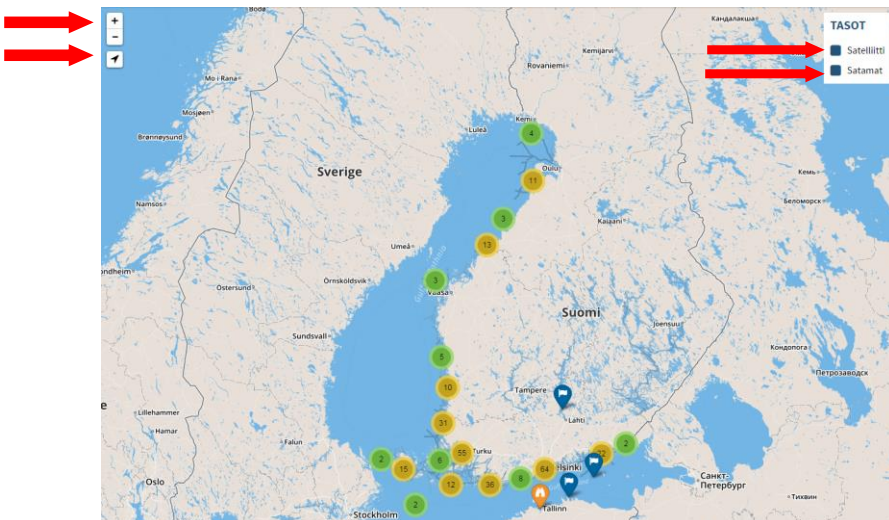 Bodø
+
−
Кандалакша
TASOT
Satelliitti
Satamat
Kemijärvi
Rovaniemi
Mo i Rana
Mosjøen
Brønnøysund
Kemi
Luleå
4
Oulu
11
Sverige
Кемь
Беломорск
Namsos
3
Kajaani
13
Umeå
ondheim
3
Vaasa
Örnsköldsvik
Östersund
Suomi
Joensuu
Sundsvall
Кондопога
5
Петрозаводск
10
Tampere
e
Lillehammer
31
Lahti
Hamar
Falun
2
55
Turku
22
2
15
6
64
lsinki
Oslo
12
36
8
Санкт-
Петербург
Тихвин
2
Tallinn
Stockholm